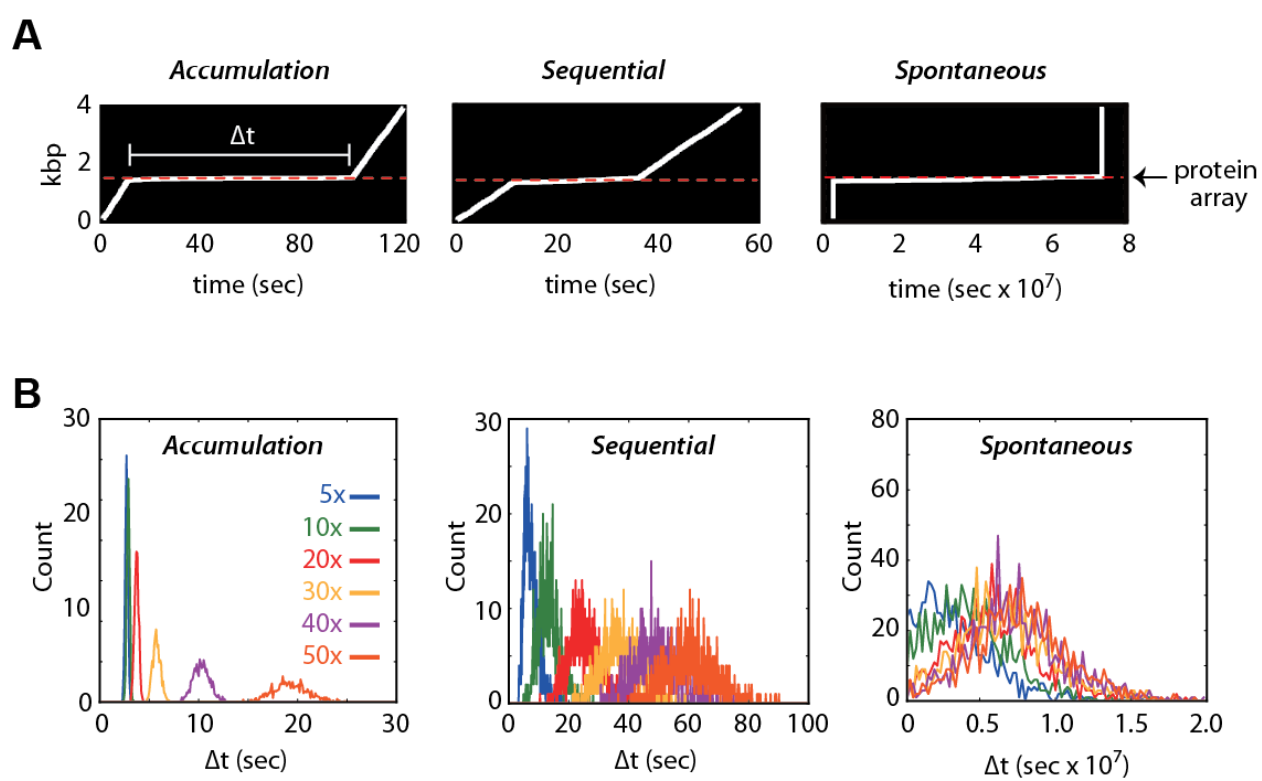 A
Accumulation
Sequential
Spontaneous
4
2
0
kbp
Δt
0 40 80 120
time (sec)
0 20 40 60
time (sec)
0 2 4 6 8
time (sec x 10⁷)
protein
array
B
30
20
10
0
Count
Accumulation
5x
10x
20x
30x
40x
50x
0 10 20 30
Δt (sec)
30
20
10
0
Count
Sequential
0 20 40 60 80 100
Δt (sec)
80
60
40
20
0
Count
Spontaneous
0 0.5 1.0 1.5 2.0
Δt (sec x 10⁷)